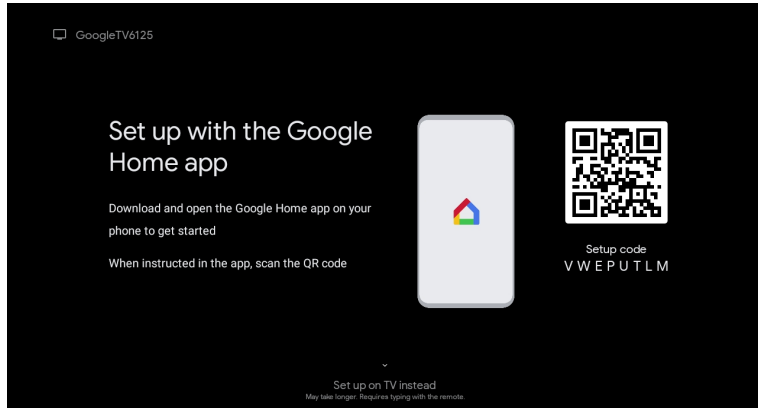 GoogleTV6125
Set up with the Google
Home app
Download and open the Google Home app on your
phone to get started
When instructed in the app, scan the QR code
Setup code
VWEPUTLM
Set up on TV instead
May take longer. Requires typing with the remote.